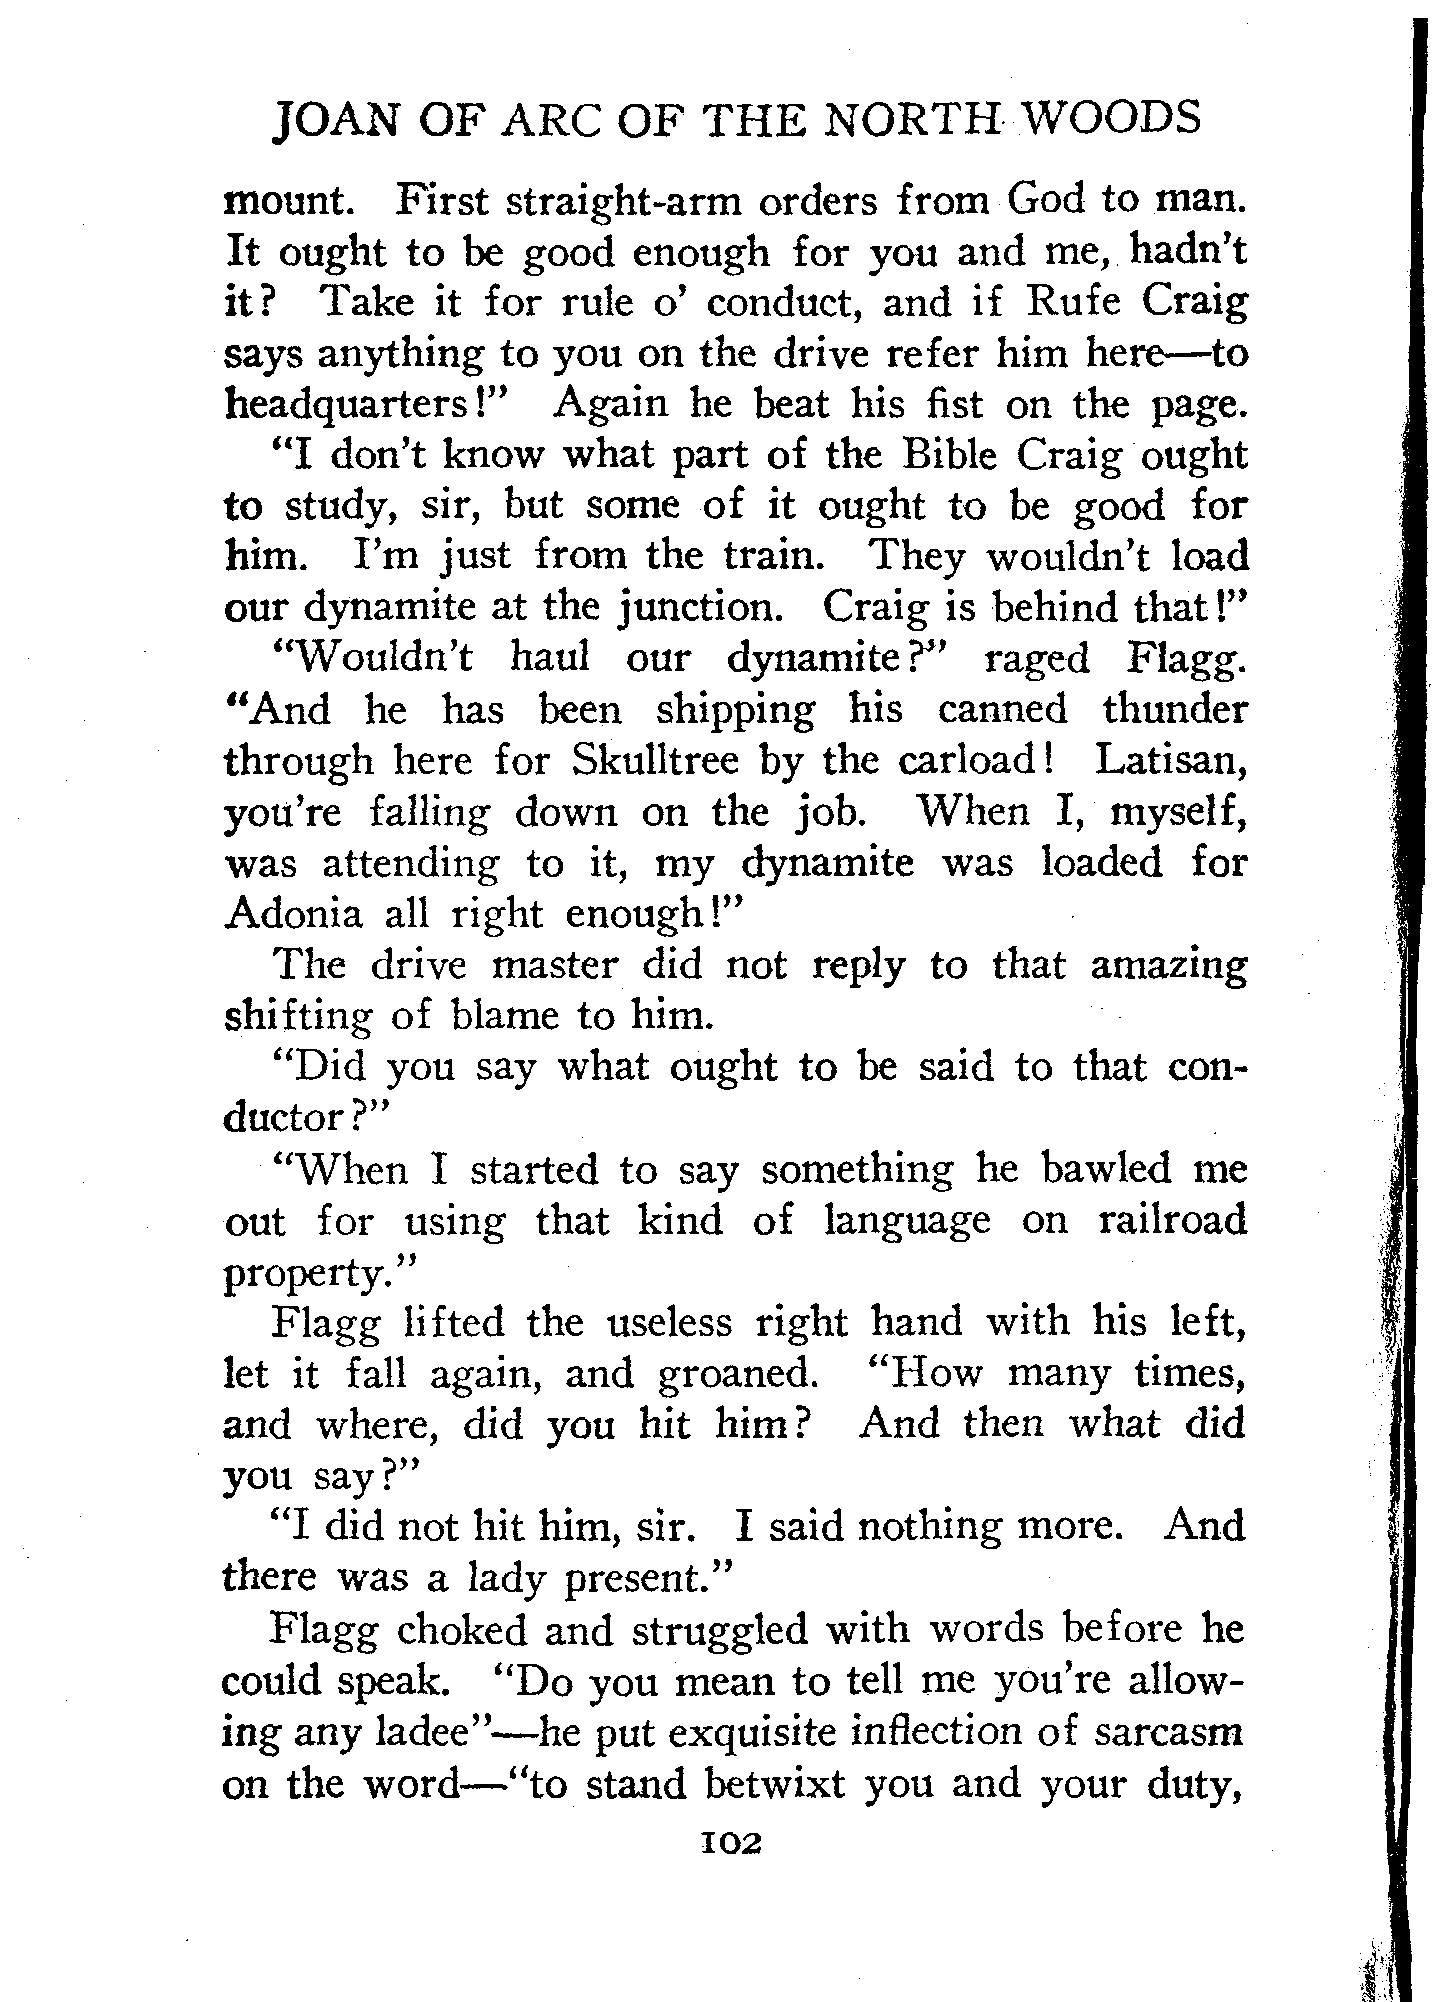 JOAN OF ARC OF THE NORTH WOODS
mount. First straight-arm orders from God to man.
It ought to be good enough for you and me, hadn't
it? Take it for rule o' conduct, and if Rufe Craig
says anything to you on the drive refer him here—to
headquarters!" Again he beat his fist on the page.
"I don't know what part of the Bible Craig ought
to study, sir, but some of it ought to be good for
him. I'm just from the train. They wouldn't load
our dynamite at the junction. Craig is behind that!"
"Wouldn't haul our dynamite?" raged Flagg.
"And he has been shipping his canned thunder
through here for Skulltree by the carload! Latisan,
you're falling down on the job. When I, myself,
was attending to it, my dynamite was loaded for
Adonia all right enough!"
The drive master did not reply to that amazing
shifting of blame to him.
"Did you say what ought to be said to that con-
ductor?"
"When I started to say something he bawled me
out for using that kind of language on railroad
property."
Flagg lifted the useless right hand with his left,
let it fall again, and groaned. "How many times,
and where, did you hit him? And then what did
you say?"
"I did not hit him, sir. I said nothing more. And
there was a lady present."
Flagg choked and struggled with words before he
could speak. "Do you mean to tell me you're allow-
ing any ladee"—he put exquisite inflection of sarcasm
on the word—"to stand betwixt you and your duty,
102